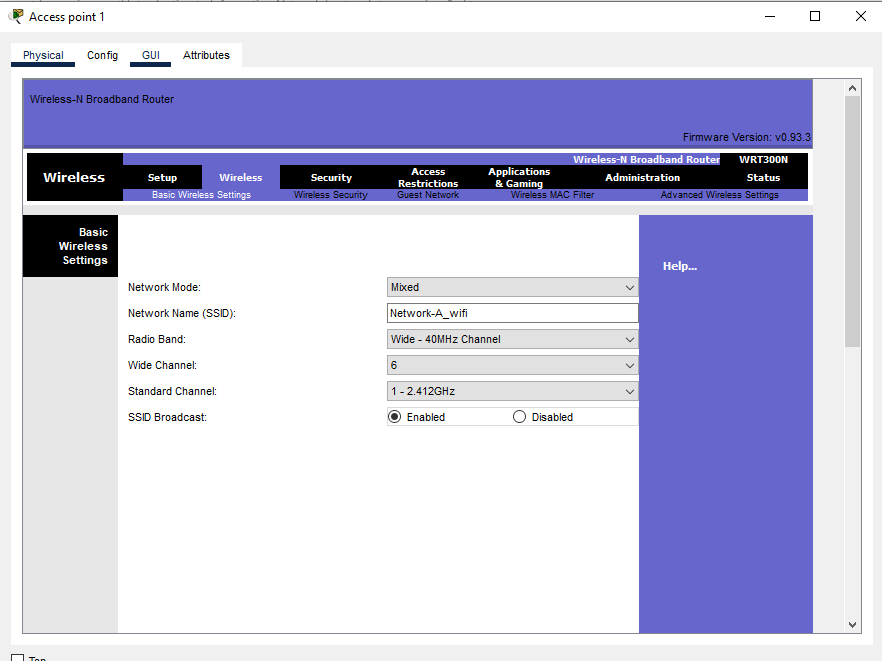 Access point 1
Physical Config GUI Attributes
Wireless-N Broadband Router
Firmware Version: v0.93.3
Wireless-N Broadband Router WRT300N
Wireless
Setup Wireless Security Access Restrictions Applications & Gaming Administration Status
Basic Wireless Settings Wireless Security Guest Network Wireless MAC Filter Advanced Wireless Settings
Basic
Wireless
Settings
Help...
Network Mode: Mixed
Network Name (SSID): Network-A_wifi
Radio Band: Wide - 40MHz Channel
Wide Channel: 6
Standard Channel: 1 - 2.412GHz
SSID Broadcast: Enabled Disabled
Top